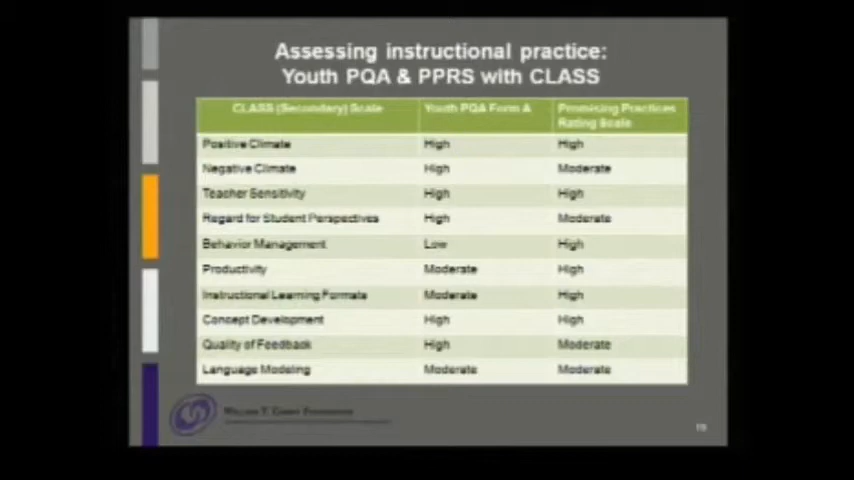 Assessing instructional practice:
Youth PQA & PPRS with CLASS
CLASS (Secondary) Scale Youth PQA Form A Promising Practices
Rating Scale
Positive Climate High High
Negative Climate High Moderate
Teacher Sensitivity High High
Regard for Student Perspectives High Moderate
Behavior Management Low High
Productivity Moderate High
Instructional Learning Formats Moderate High
Concept Development High High
Quality of Feedback High Moderate
Language Modeling Moderate Moderate
William T. Grant Foundation